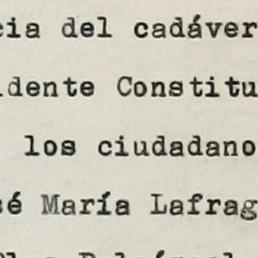 cia del cadáver
idente Constitu
los ciudadano
sé María Lafrag